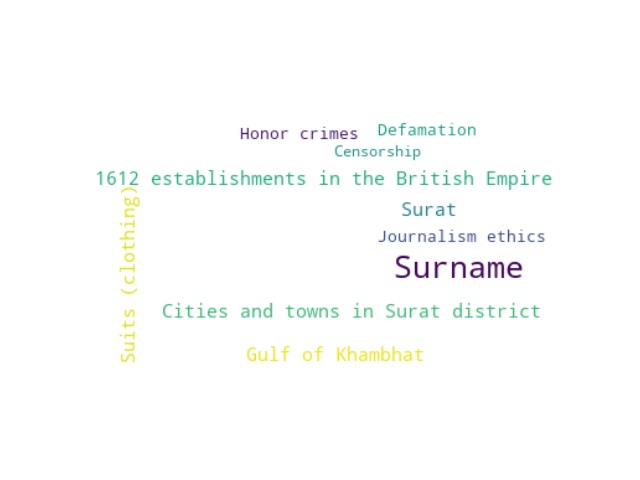 Honor crimes
Defamation
Censorship
1612 establishments in the British Empire
Suits (clothing)
Surat
Journalism ethics
Surname
Cities and towns in Surat district
Gulf of Khambhat